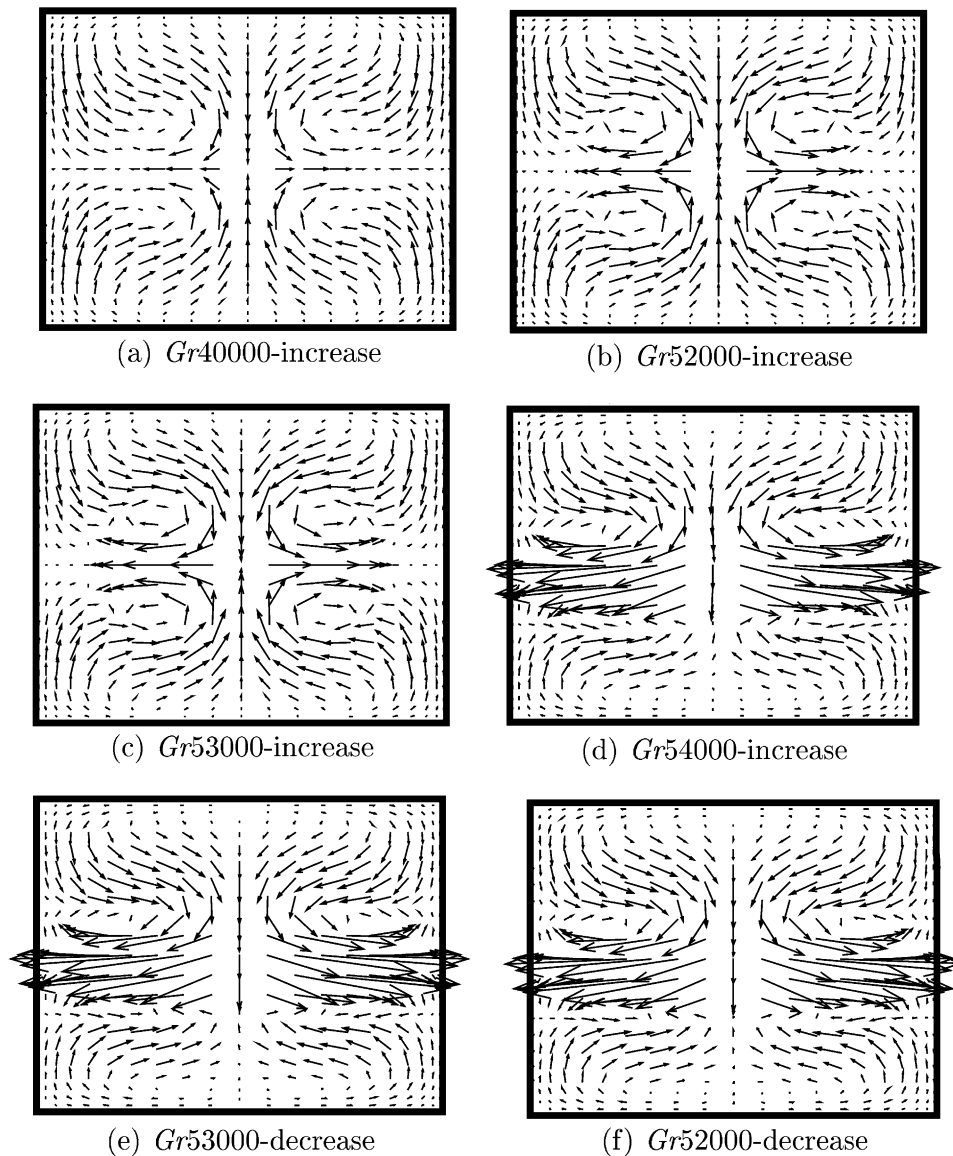 (a) Gr40000-increase
(b) Gr52000-increase
(c) Gr53000-increase
(d) Gr54000-increase
(e) Gr53000-decrease
(f) Gr52000-decrease